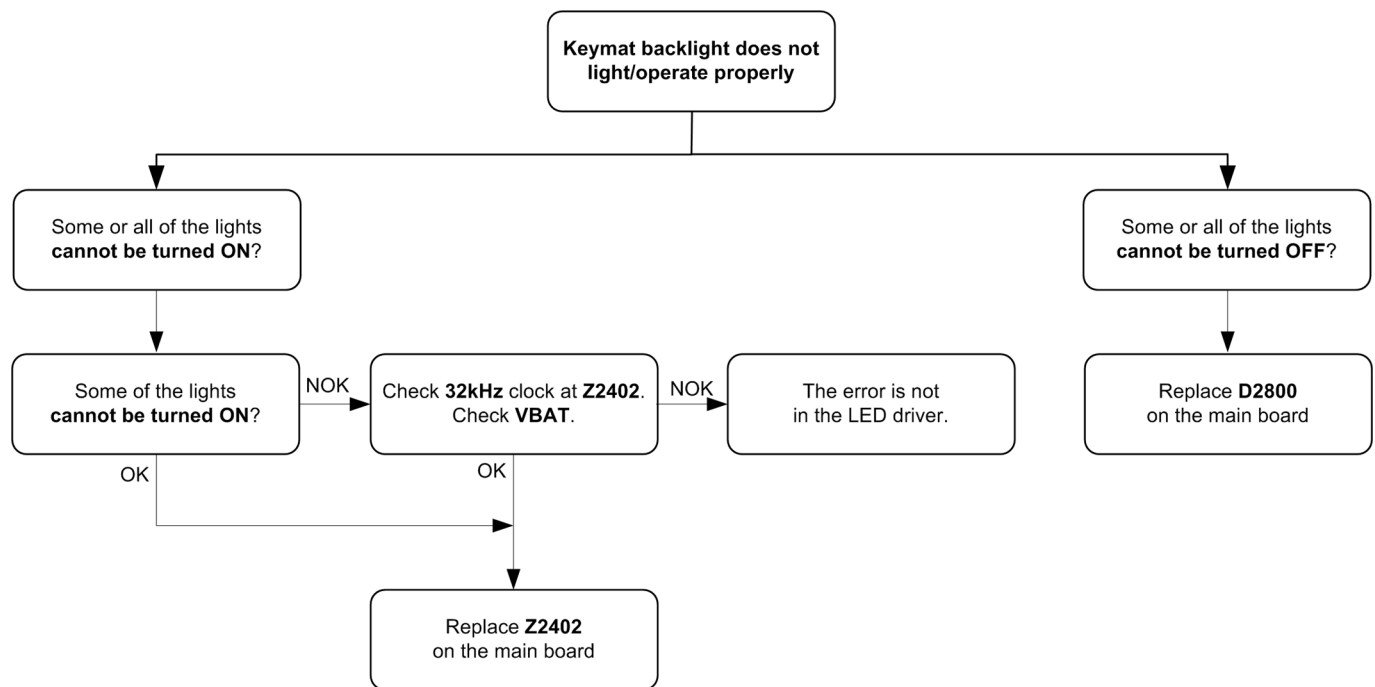 Keymat backlight does not
light/operate properly
Some or all of the lights
cannot be turned ON?
Some or all of the lights
cannot be turned OFF?
Some of the lights
cannot be turned ON?
NOK
Check 32kHz clock at Z2402.
Check VBAT.
NOK
The error is not
in the LED driver.
Replace D2800
on the main board
OK
OK
Replace Z2402
on the main board